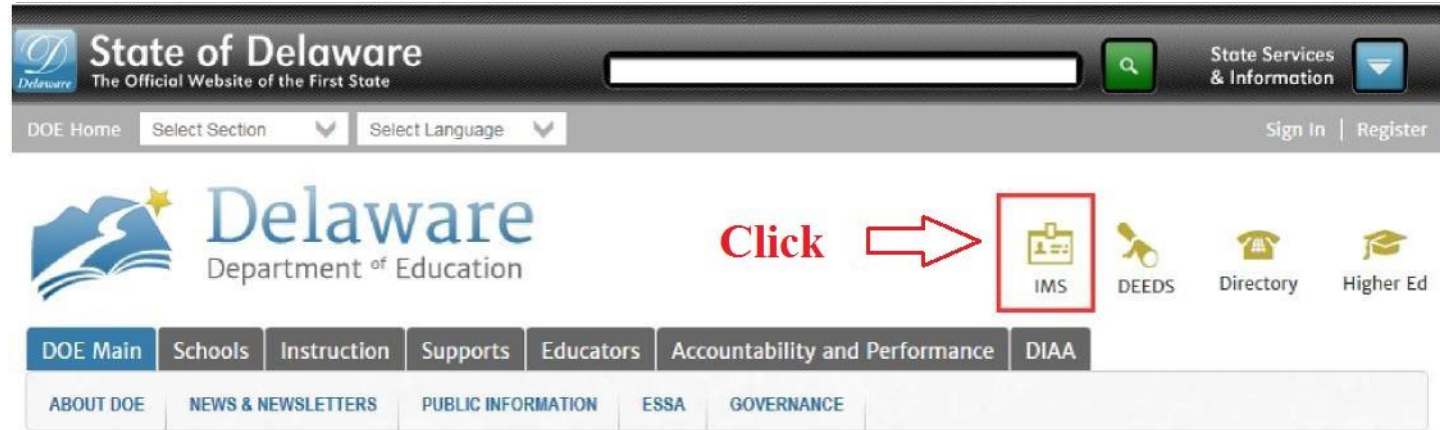 State of Delaware
The Official Website of the First State
Delaware
State Services
& Information
DOE Home Select Section Select Language Sign In | Register
Delaware
Department of Education
Click
IMS DEEDS Directory Higher Ed
DOE Main Schools Instruction Supports Educators Accountability and Performance DIAA
ABOUT DOE NEWS & NEWSLETTERS PUBLIC INFORMATION ESSA GOVERNANCE